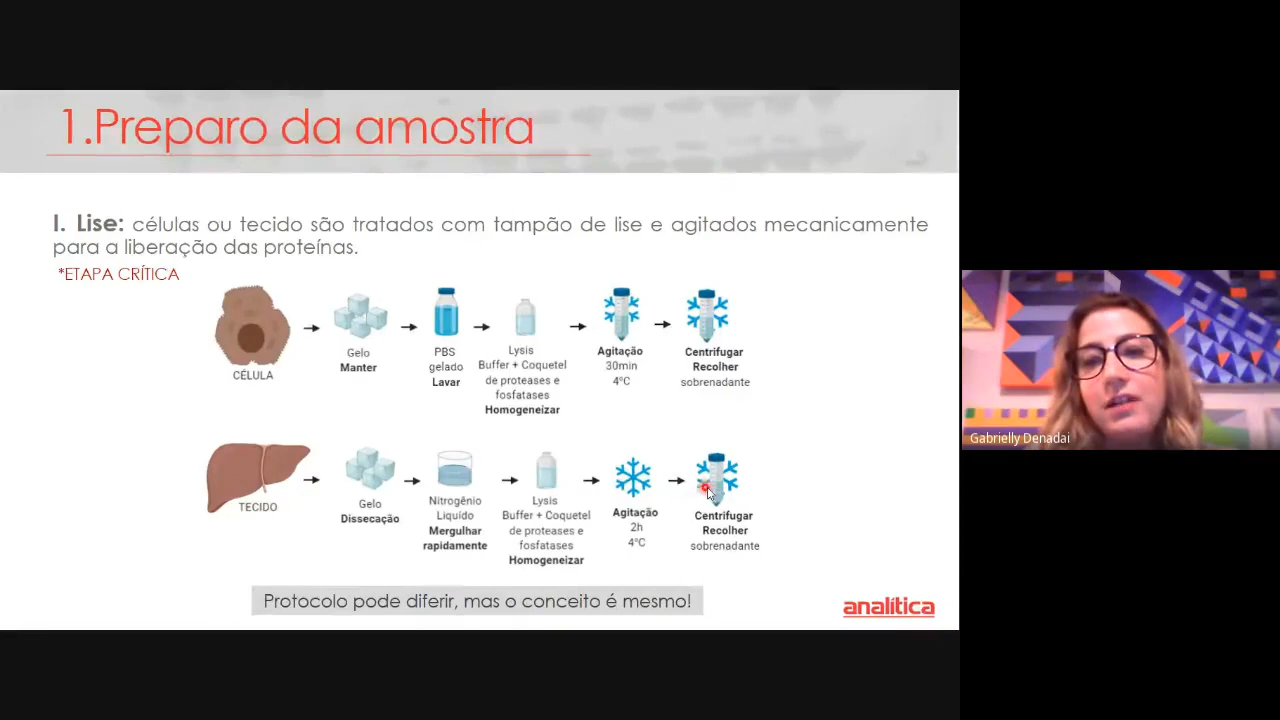 1.Preparo da amostra
I. Lise: células ou tecido são tratados com tampão de lise e agitados mecanicamente
para a liberação das proteínas.
*ETAPA CRÍTICA
CÉLULA
Gelo
Manter
PBS
gelado
Lavar
Lysis
Buffer + Coquetel
de proteases e
fosfatases
Homogeneizar
Agitação
30min
4ºC
Centrifugar
Recolher
sobrenadante
TECIDO
Gelo
Dissecação
Nitrogênio
Liquído
Mergulhar
rapidamente
Lysis
Buffer + Coquetel
de proteases e
fosfatases
Homogeneizar
Agitação
2h
4ºC
Centrifugar
Recolher
sobrenadante
Protocolo pode diferir, mas o conceito é mesmo!
analítica
Gabrielly Denadai